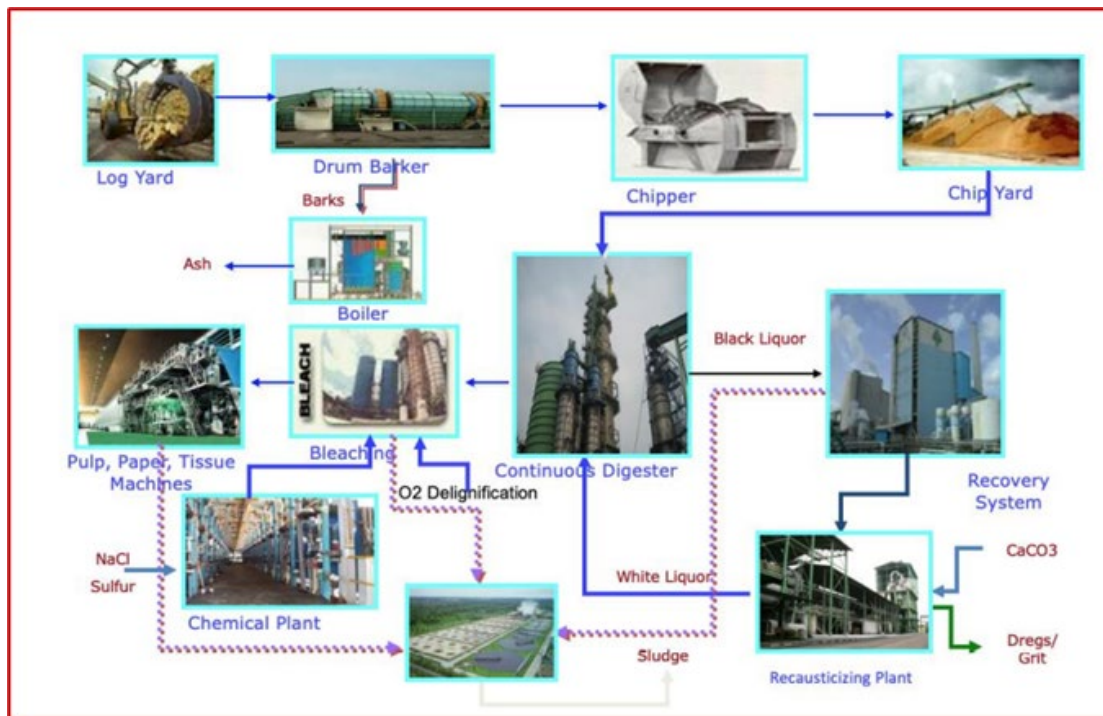 Log Yard
Drum Barker
Chipper
Chip Yard
Barks
Ash
Boiler
Black Liquor
BLEACH
Pulp, Paper, Tissue
Machines
Bleaching
Continuous Digester
Recovery
System
O2 Delignification
NaCl
Sulfur
White Liquor
CaCO3
Chemical Plant
Sludge
Dregs/
Grit
Recausticizing Plant